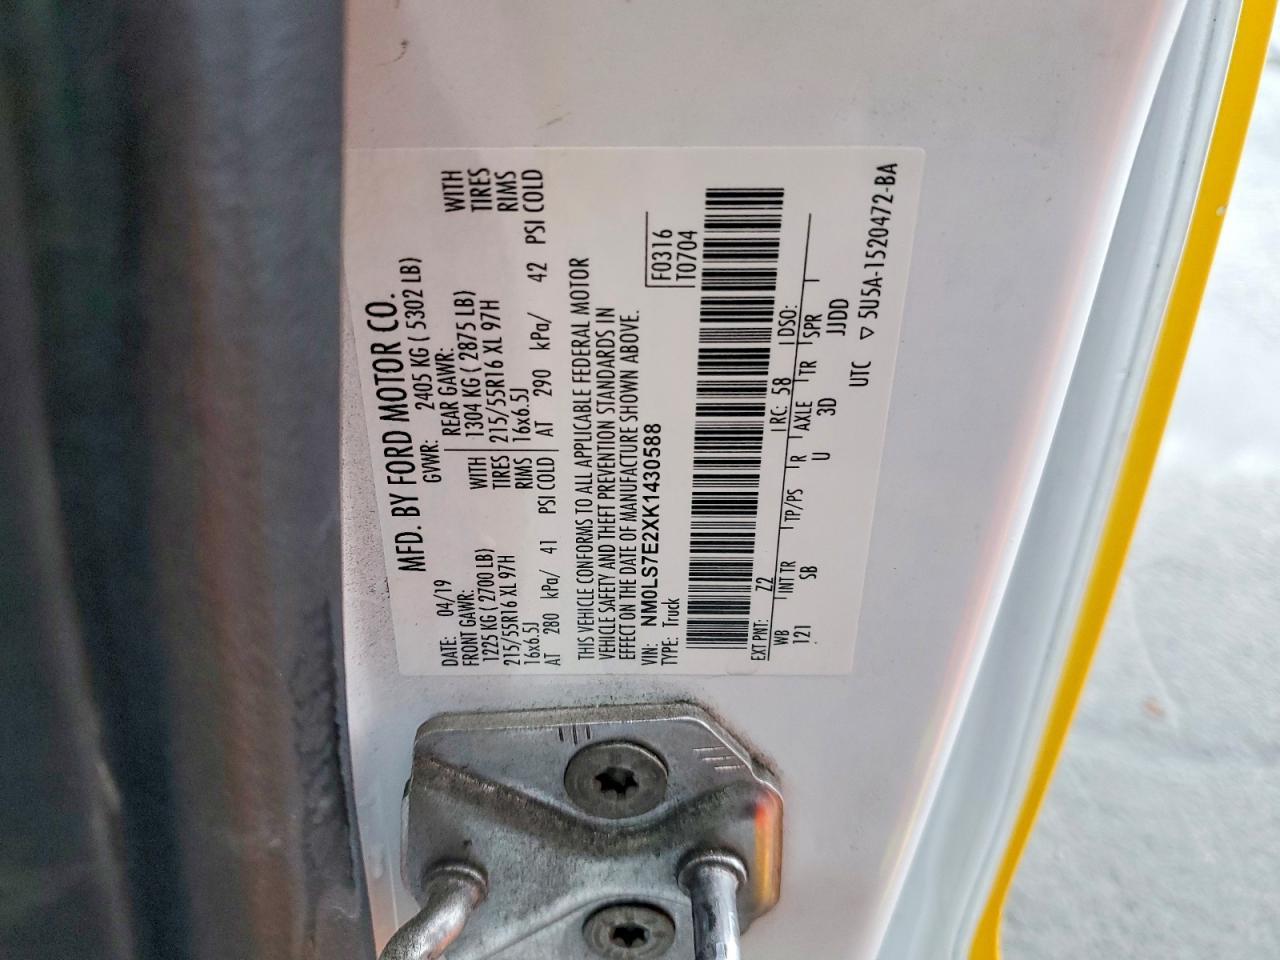 MFD. BY FORD MOTOR CO.
DATE: 04/19 GVWR: 2405 KG ( 5302 LB)
FRONT GAWR: REAR GAWR:
1225 KG ( 2700 LB) WITH 1304 KG ( 2875 LB) WITH
215/55R16 XL 97H TIRES 215/55R16 XL 97H TIRES
16x6.5J RIMS 16x6.5J RIMS
AT 280 kPa/ 41 PSI COLD AT 290 kPa/ 42 PSI COLD
THIS VEHICLE CONFORMS TO ALL APPLICABLE FEDERAL MOTOR
VEHICLE SAFETY AND THEFT PREVENTION STANDARDS IN
EFFECT ON THE DATE OF MANUFACTURE SHOWN ABOVE.
VIN: NM0LS7E2XK1430588 F0316
TYPE: Truck T0704
EXT PNT: Z2 RC: 58 DSO:
WB INT TR TP/PS R AXLE TR SPR
121 SB U 3D JJDD
UTC ▽ 5U5A-1520472-BA